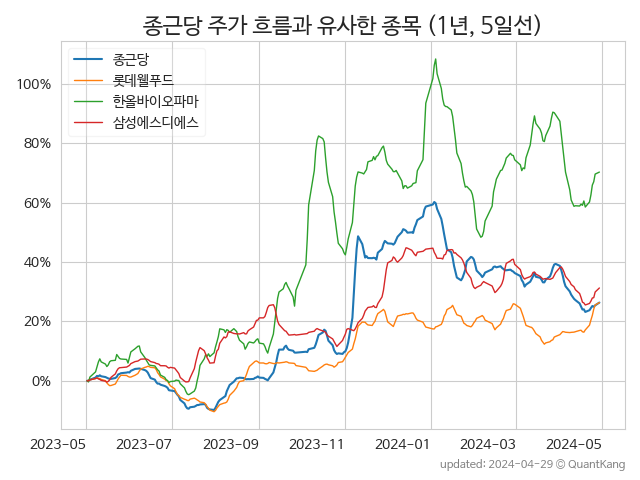 종근당 주가 흐름과 유사한 종목 (1년, 5일선)
종근당
롯데웰푸드
한올바이오파마
삼성에스디에스
100%
80%
60%
40%
20%
0%
2023-05 2023-07 2023-09 2023-11 2024-01 2024-03 2024-05
updated: 2024-04-29 © QuantKang